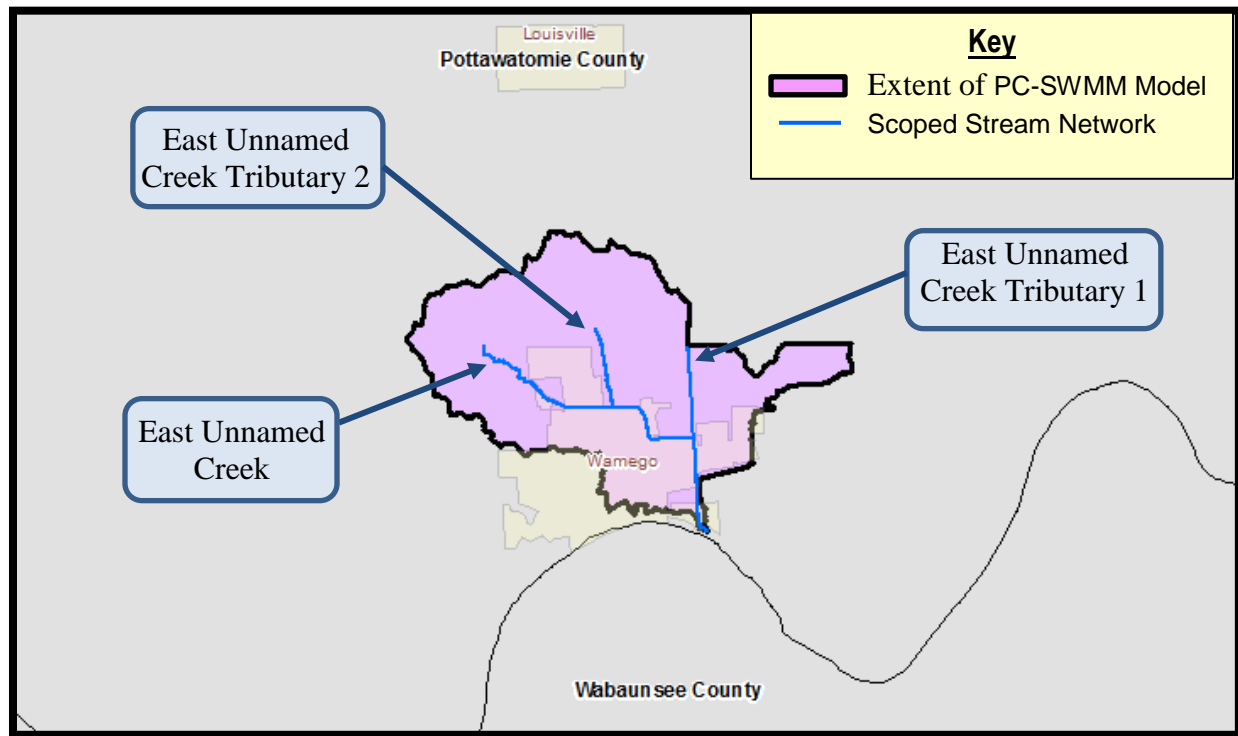 Louisville
Pottawatomie County
Key
Extent of PC-SWMM Model
Scoped Stream Network
East Unnamed
Creek Tributary 2
East Unnamed
Creek Tributary 1
East Unnamed
Creek
Wamego
Wabaunsee County